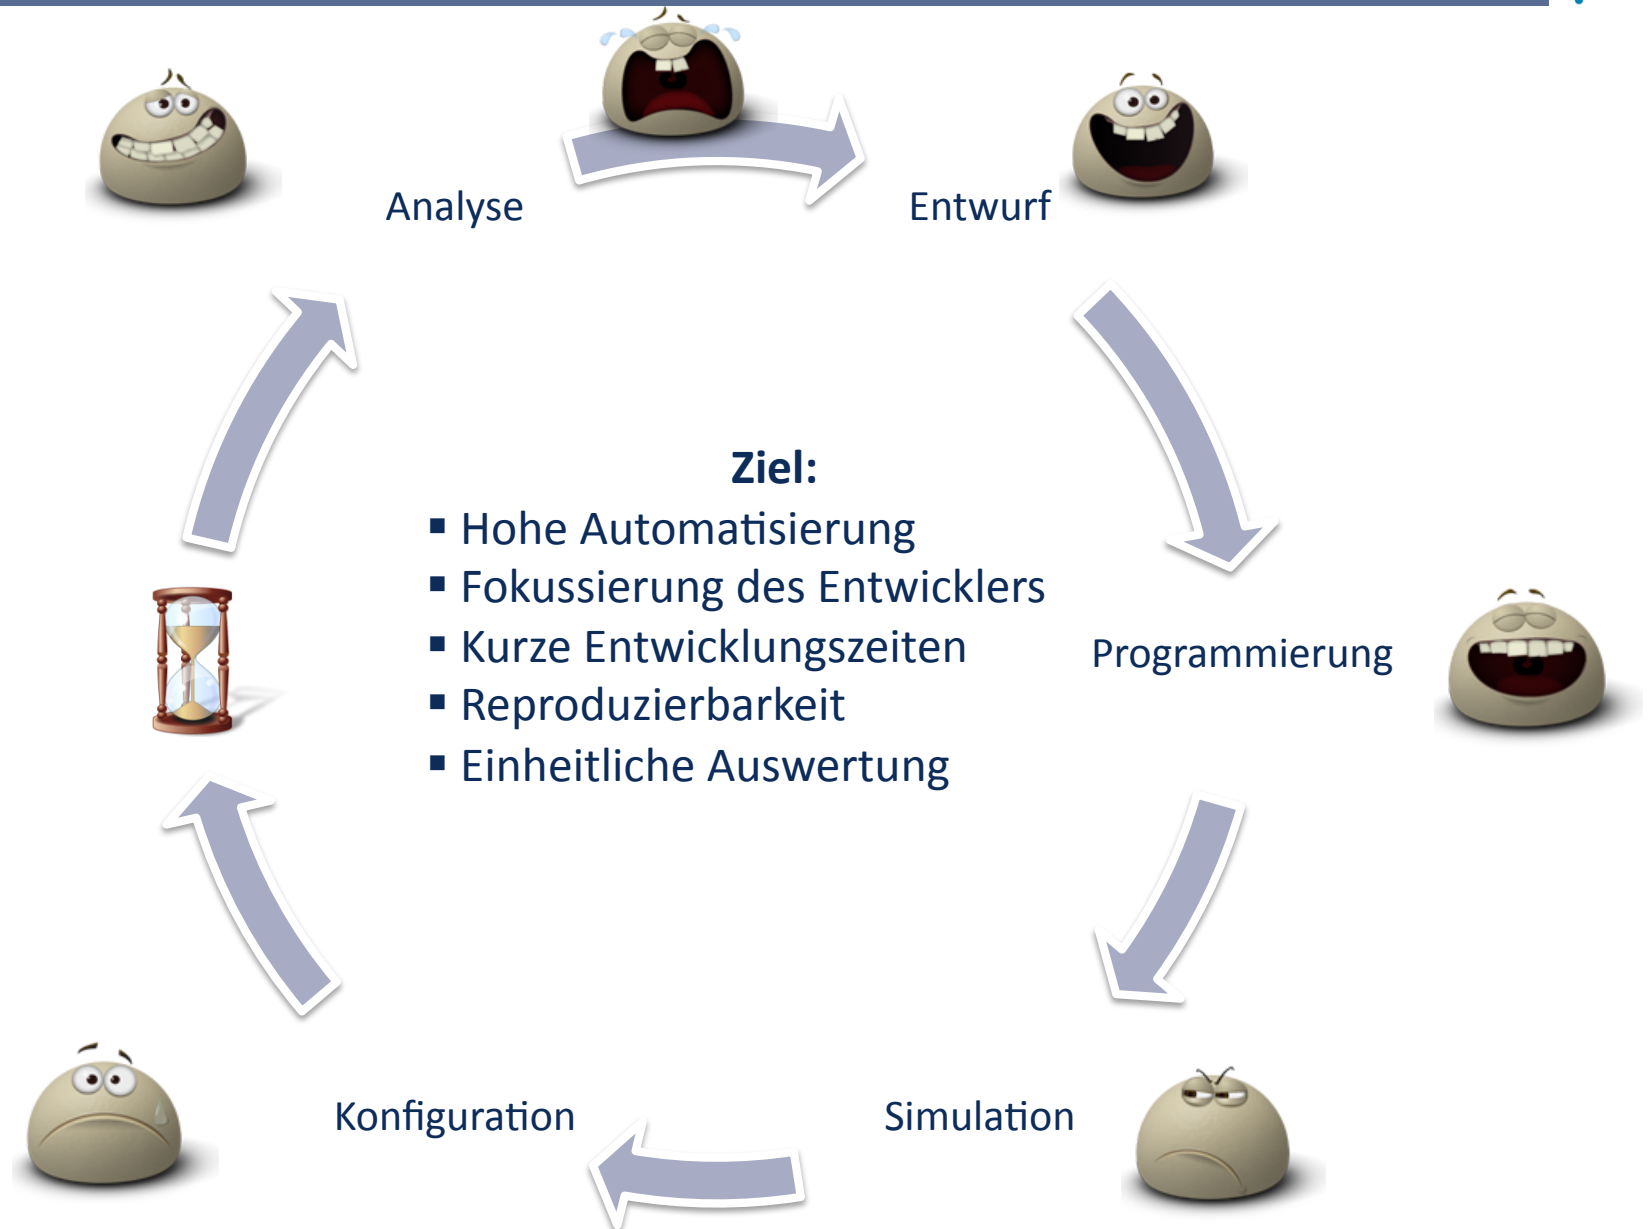 Analyse
Entwurf
Ziel:
▪ Hohe Automatisierung
▪ Fokussierung des Entwicklers
▪ Kurze Entwicklungszeiten
▪ Reproduzierbarkeit
▪ Einheitliche Auswertung
Programmierung
Konfiguration
Simulation